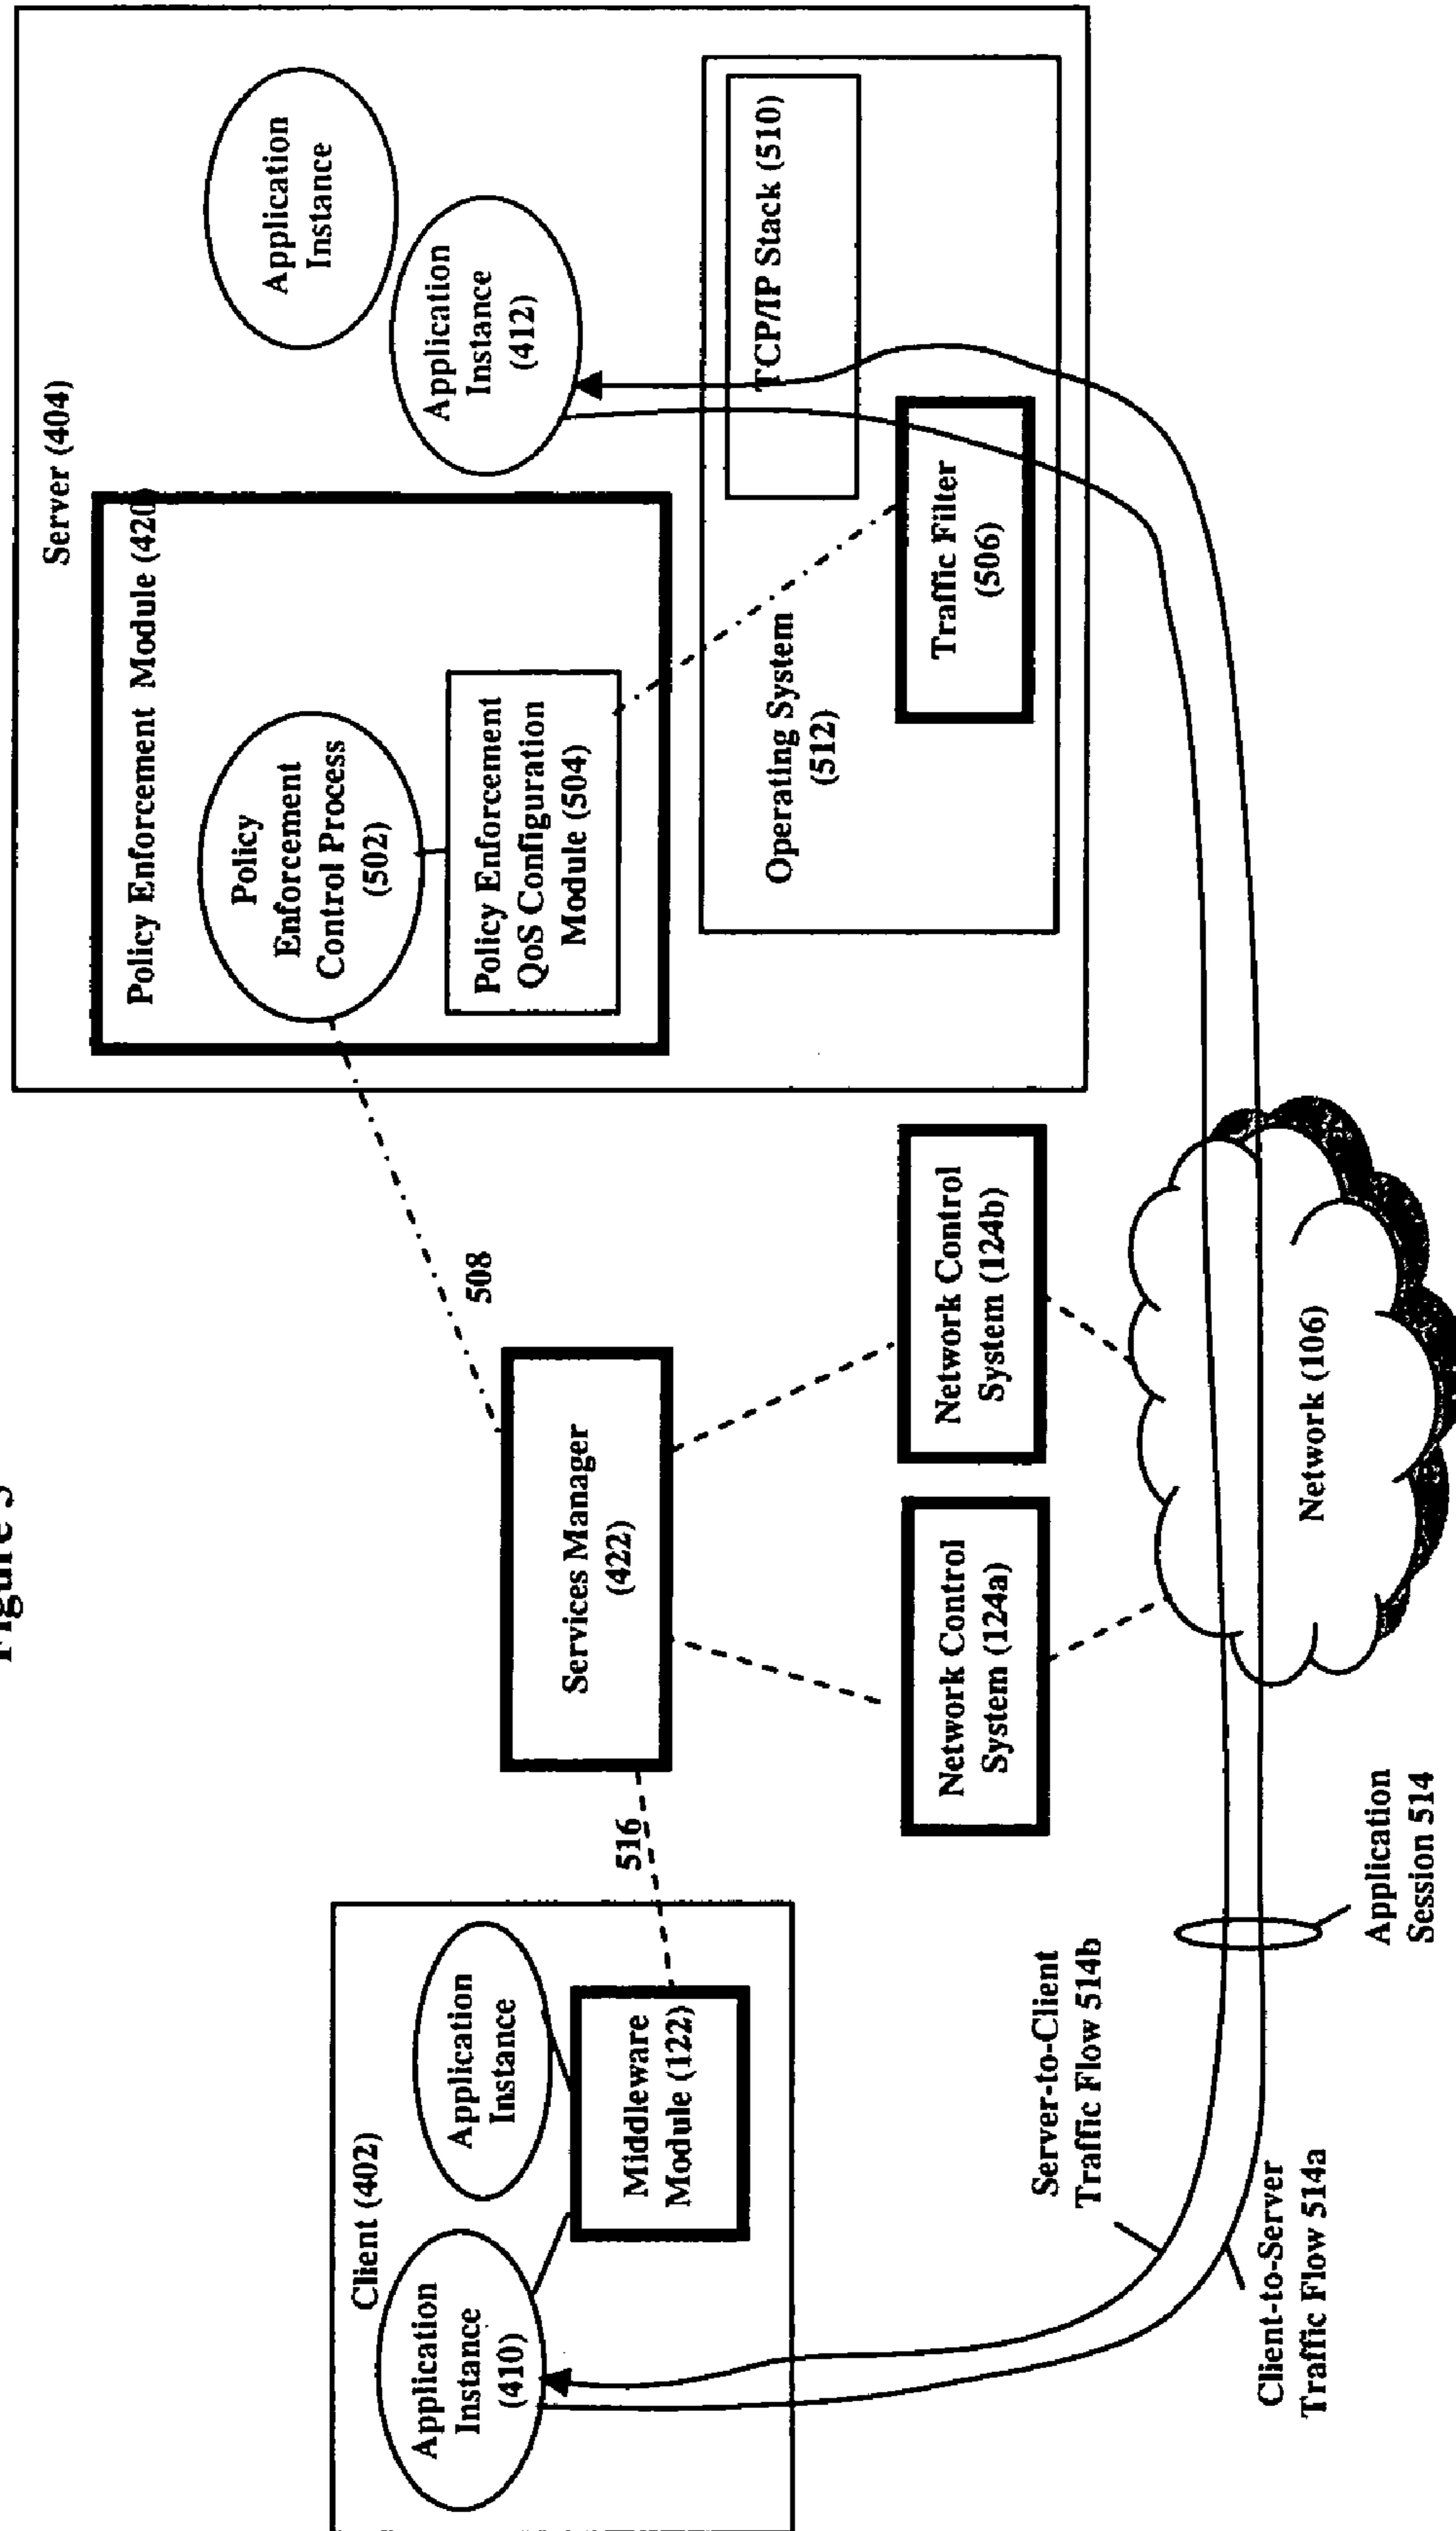 Figure 5
Client (402)
Application
Instance
(410)
Application
Instance
Middleware
Module (122)
516
Services Manager
(422)
508
Network Control
System (124a)
Network Control
System (124b)
Network (106)
Server (404)
Policy Enforcement Module (420)
Policy
Enforcement
Control Process
(502)
Policy Enforcement
QoS Configuration
Module (504)
Application
Instance
Application
Instance
(412)
Operating System
(512)
TCP/IP Stack (510)
Traffic Filter
(506)
Server-to-Client
Traffic Flow 514b
Client-to-Server
Traffic Flow 514a
Application
Session 514